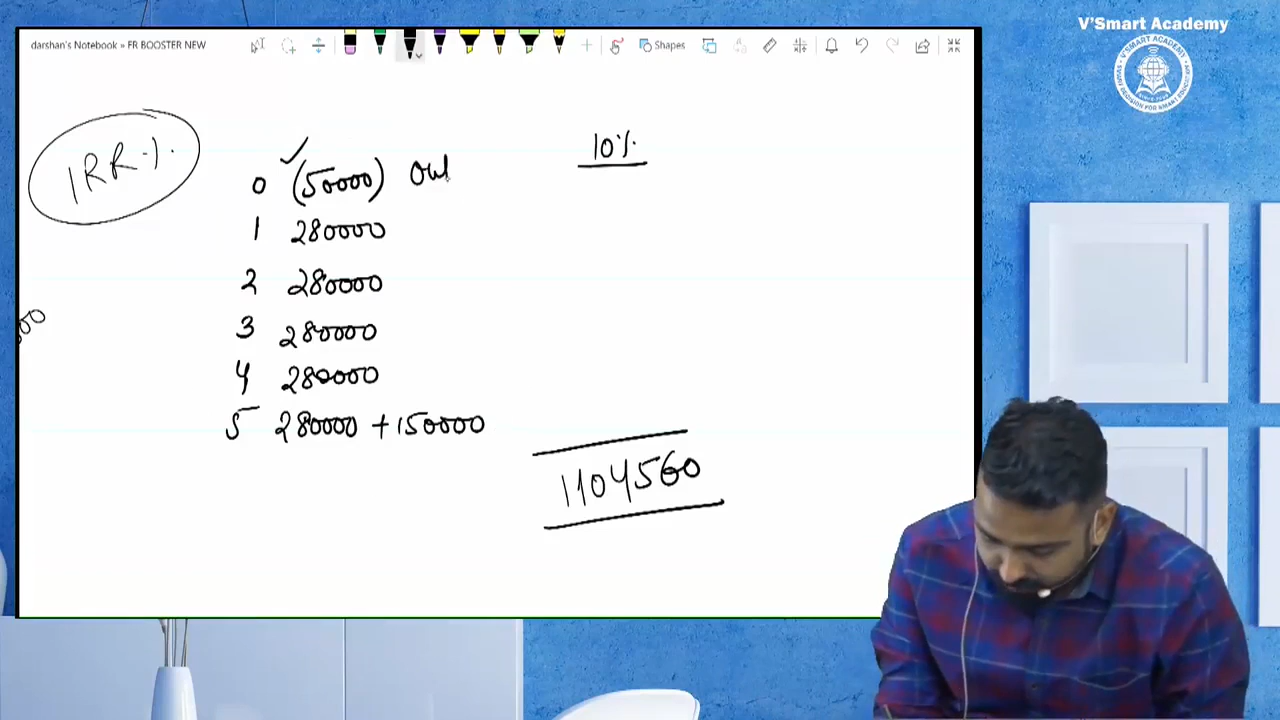 V'Smart Academy
darshan's Notebook » FR BOOSTER NEW
Shapes
IRR %.
10%
0 (50000)
1 280000
2 280000
3 280000
4 280000
5 280000 + 150000
1104560